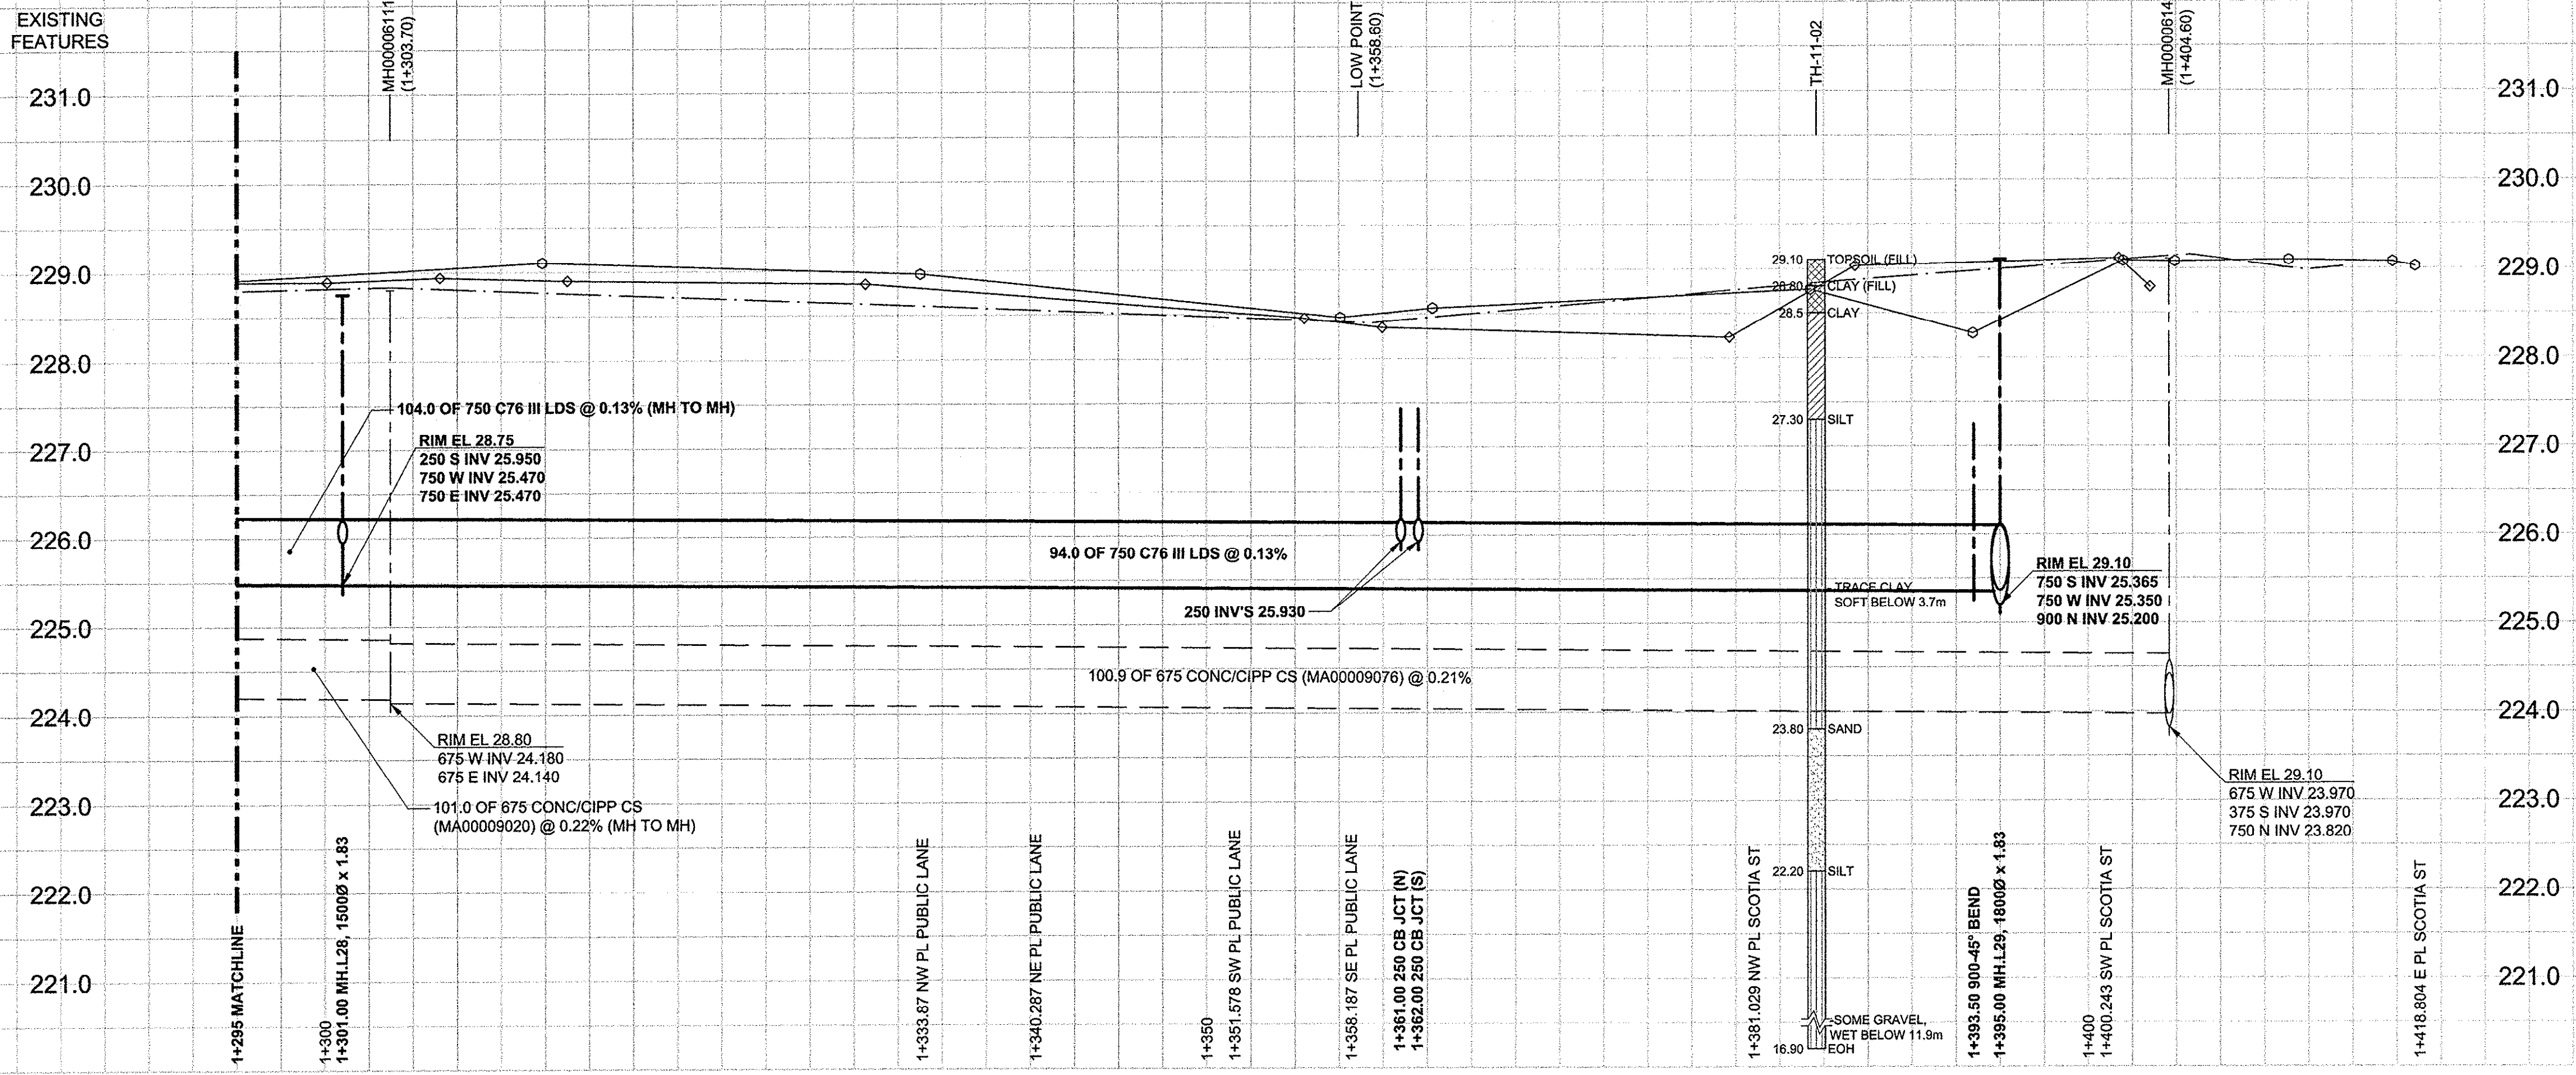 EXISTING
FEATURES
MH00006111
(1+303.70)
LOW POINT
(1+358.60)
TH-11-02
MH0000614
(1+404.60)
231.0
231.0
230.0
230.0
229.0
229.0
228.0
228.0
227.0
227.0
226.0
226.0
225.0
225.0
224.0
224.0
223.0
223.0
222.0
222.0
221.0
221.0
104.0 OF 750 C76 III LDS @ 0.13% (MH TO MH)
RIM EL 28.75
250 S INV 25.950
750 W INV 25.470
750 E INV 25.470
94.0 OF 750 C76 III LDS @ 0.13%
250 INV'S 25.930
100.9 OF 675 CONC/CIPP CS (MA00009076) @ 0.21%
RIM EL 28.80
675 W INV 24.180
675 E INV 24.140
101.0 OF 675 CONC/CIPP CS
(MA00009020) @ 0.22% (MH TO MH)
29.10 TOPSOIL (FILL)
28.80 CLAY (FILL)
28.5 CLAY
27.30 SILT
TRACE CLAY,
SOFT BELOW 3.7m
23.80 SAND
22.20 SILT
SOME GRAVEL,
WET BELOW 11.9m
16.90 EOH
RIM EL 29.10
750 S INV 25.365
750 W INV 25.350
900 N INV 25.200
RIM EL 29.10
675 W INV 23.970
375 S INV 23.970
750 N INV 23.820
1+295 MATCHLINE
1+300
1+301.00 MH.L28, 1500Ø x 1.83
1+333.87 NW PL PUBLIC LANE
1+340.287 NE PL PUBLIC LANE
1+350
1+351.578 SW PL PUBLIC LANE
1+358.187 SE PL PUBLIC LANE
1+361.00 250 CB JCT (N)
1+362.00 250 CB JCT (S)
1+381.029 NW PL SCOTIA ST
1+393.50 900-45° BEND
1+395.00 MH.L29, 1800Ø x 1.83
1+400
1+400.243 SW PL SCOTIA ST
1+418.804 E PL SCOTIA ST